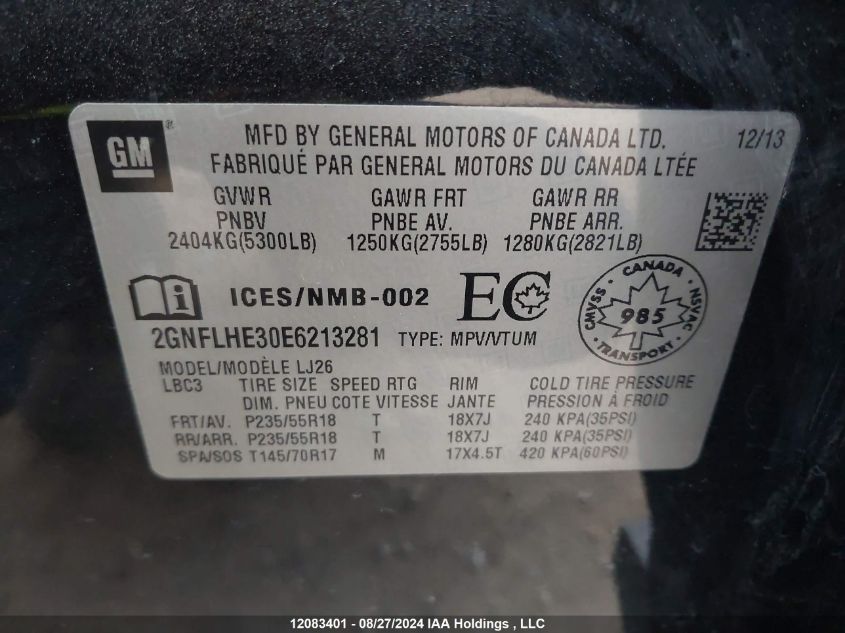 GM ®
MFD BY GENERAL MOTORS OF CANADA LTD. 12/13
FABRIQUÉ PAR GENERAL MOTORS DU CANADA LTÉE
GVWR GAWR FRT GAWR RR
PNBV PNBE AV. PNBE ARR.
2404KG(5300LB) 1250KG(2755LB) 1280KG(2821LB)
i ICES/NMB-002 EC
CANADA
CMVSS 985 NSVAC
TRANSPORT
2GNFLHE30E6213281 TYPE: MPV/VTUM
MODEL/MODÈLE LJ26
LBC3 TIRE SIZE SPEED RTG RIM COLD TIRE PRESSURE
DIM. PNEU COTE VITESSE JANTE PRESSION À FROID
FRT/AV. P235/55R18 T 18X7J 240 KPA(35PSI)
RR/ARR. P235/55R18 T 18X7J 240 KPA(35PSI)
SPA/SOS T145/70R17 M 17X4.5T 420 KPA(60PSI)
12083401 - 08/27/2024 IAA Holdings , LLC